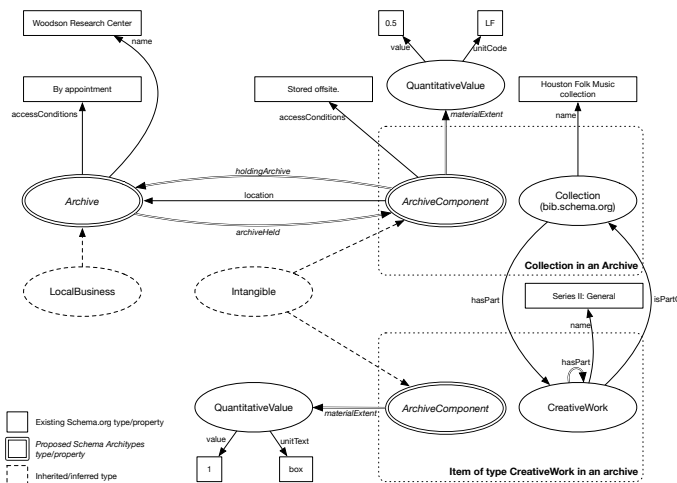 Woodson Research Center
name
By appointment
accessConditions
0.5
LF
value
unitCode
QuantitativeValue
materialExtent
Stored offsite.
accessConditions
Houston Folk Music
collection
name
Archive
holdingArchive
location
archiveHeld
ArchiveComponent
Collection
(bib.schema.org)
Collection in an Archive
LocalBusiness
Intangible
hasPart
Series II: General
name
hasPart
CreativeWork
QuantitativeValue
materialExtent
ArchiveComponent
value
unitText
1
box
Item of type CreativeWork in an archive
Existing Schema.org type/property
Proposed Schema Architypes
type/property
Inherited/inferred type